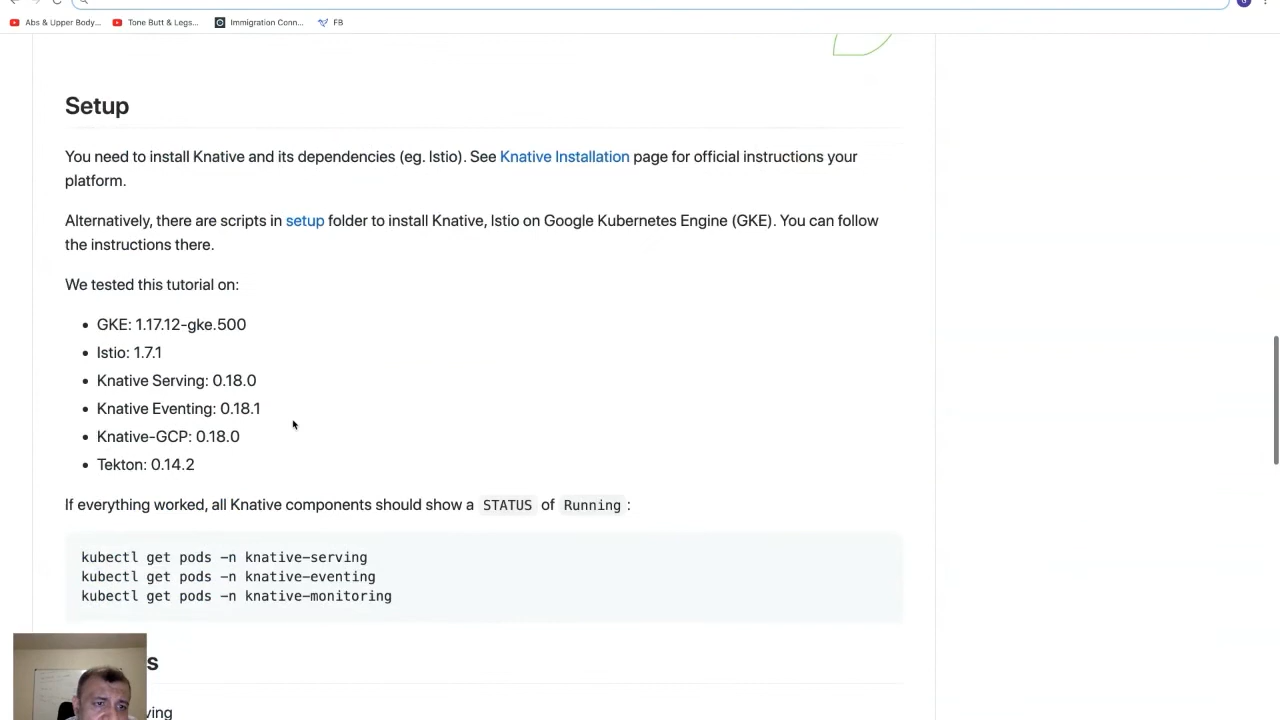 Abs & Upper Body... Tone Butt & Legs... Immigration Conn... FB
Setup
You need to install Knative and its dependencies (eg. Istio). See Knative Installation page for official instructions your
platform.
Alternatively, there are scripts in setup folder to install Knative, Istio on Google Kubernetes Engine (GKE). You can follow
the instructions there.
We tested this tutorial on:
GKE: 1.17.12-gke.500
Istio: 1.7.1
Knative Serving: 0.18.0
Knative Eventing: 0.18.1
Knative-GCP: 0.18.0
Tekton: 0.14.2
If everything worked, all Knative components should show a STATUS of Running :
kubectl get pods -n knative-serving
kubectl get pods -n knative-eventing
kubectl get pods -n knative-monitoring